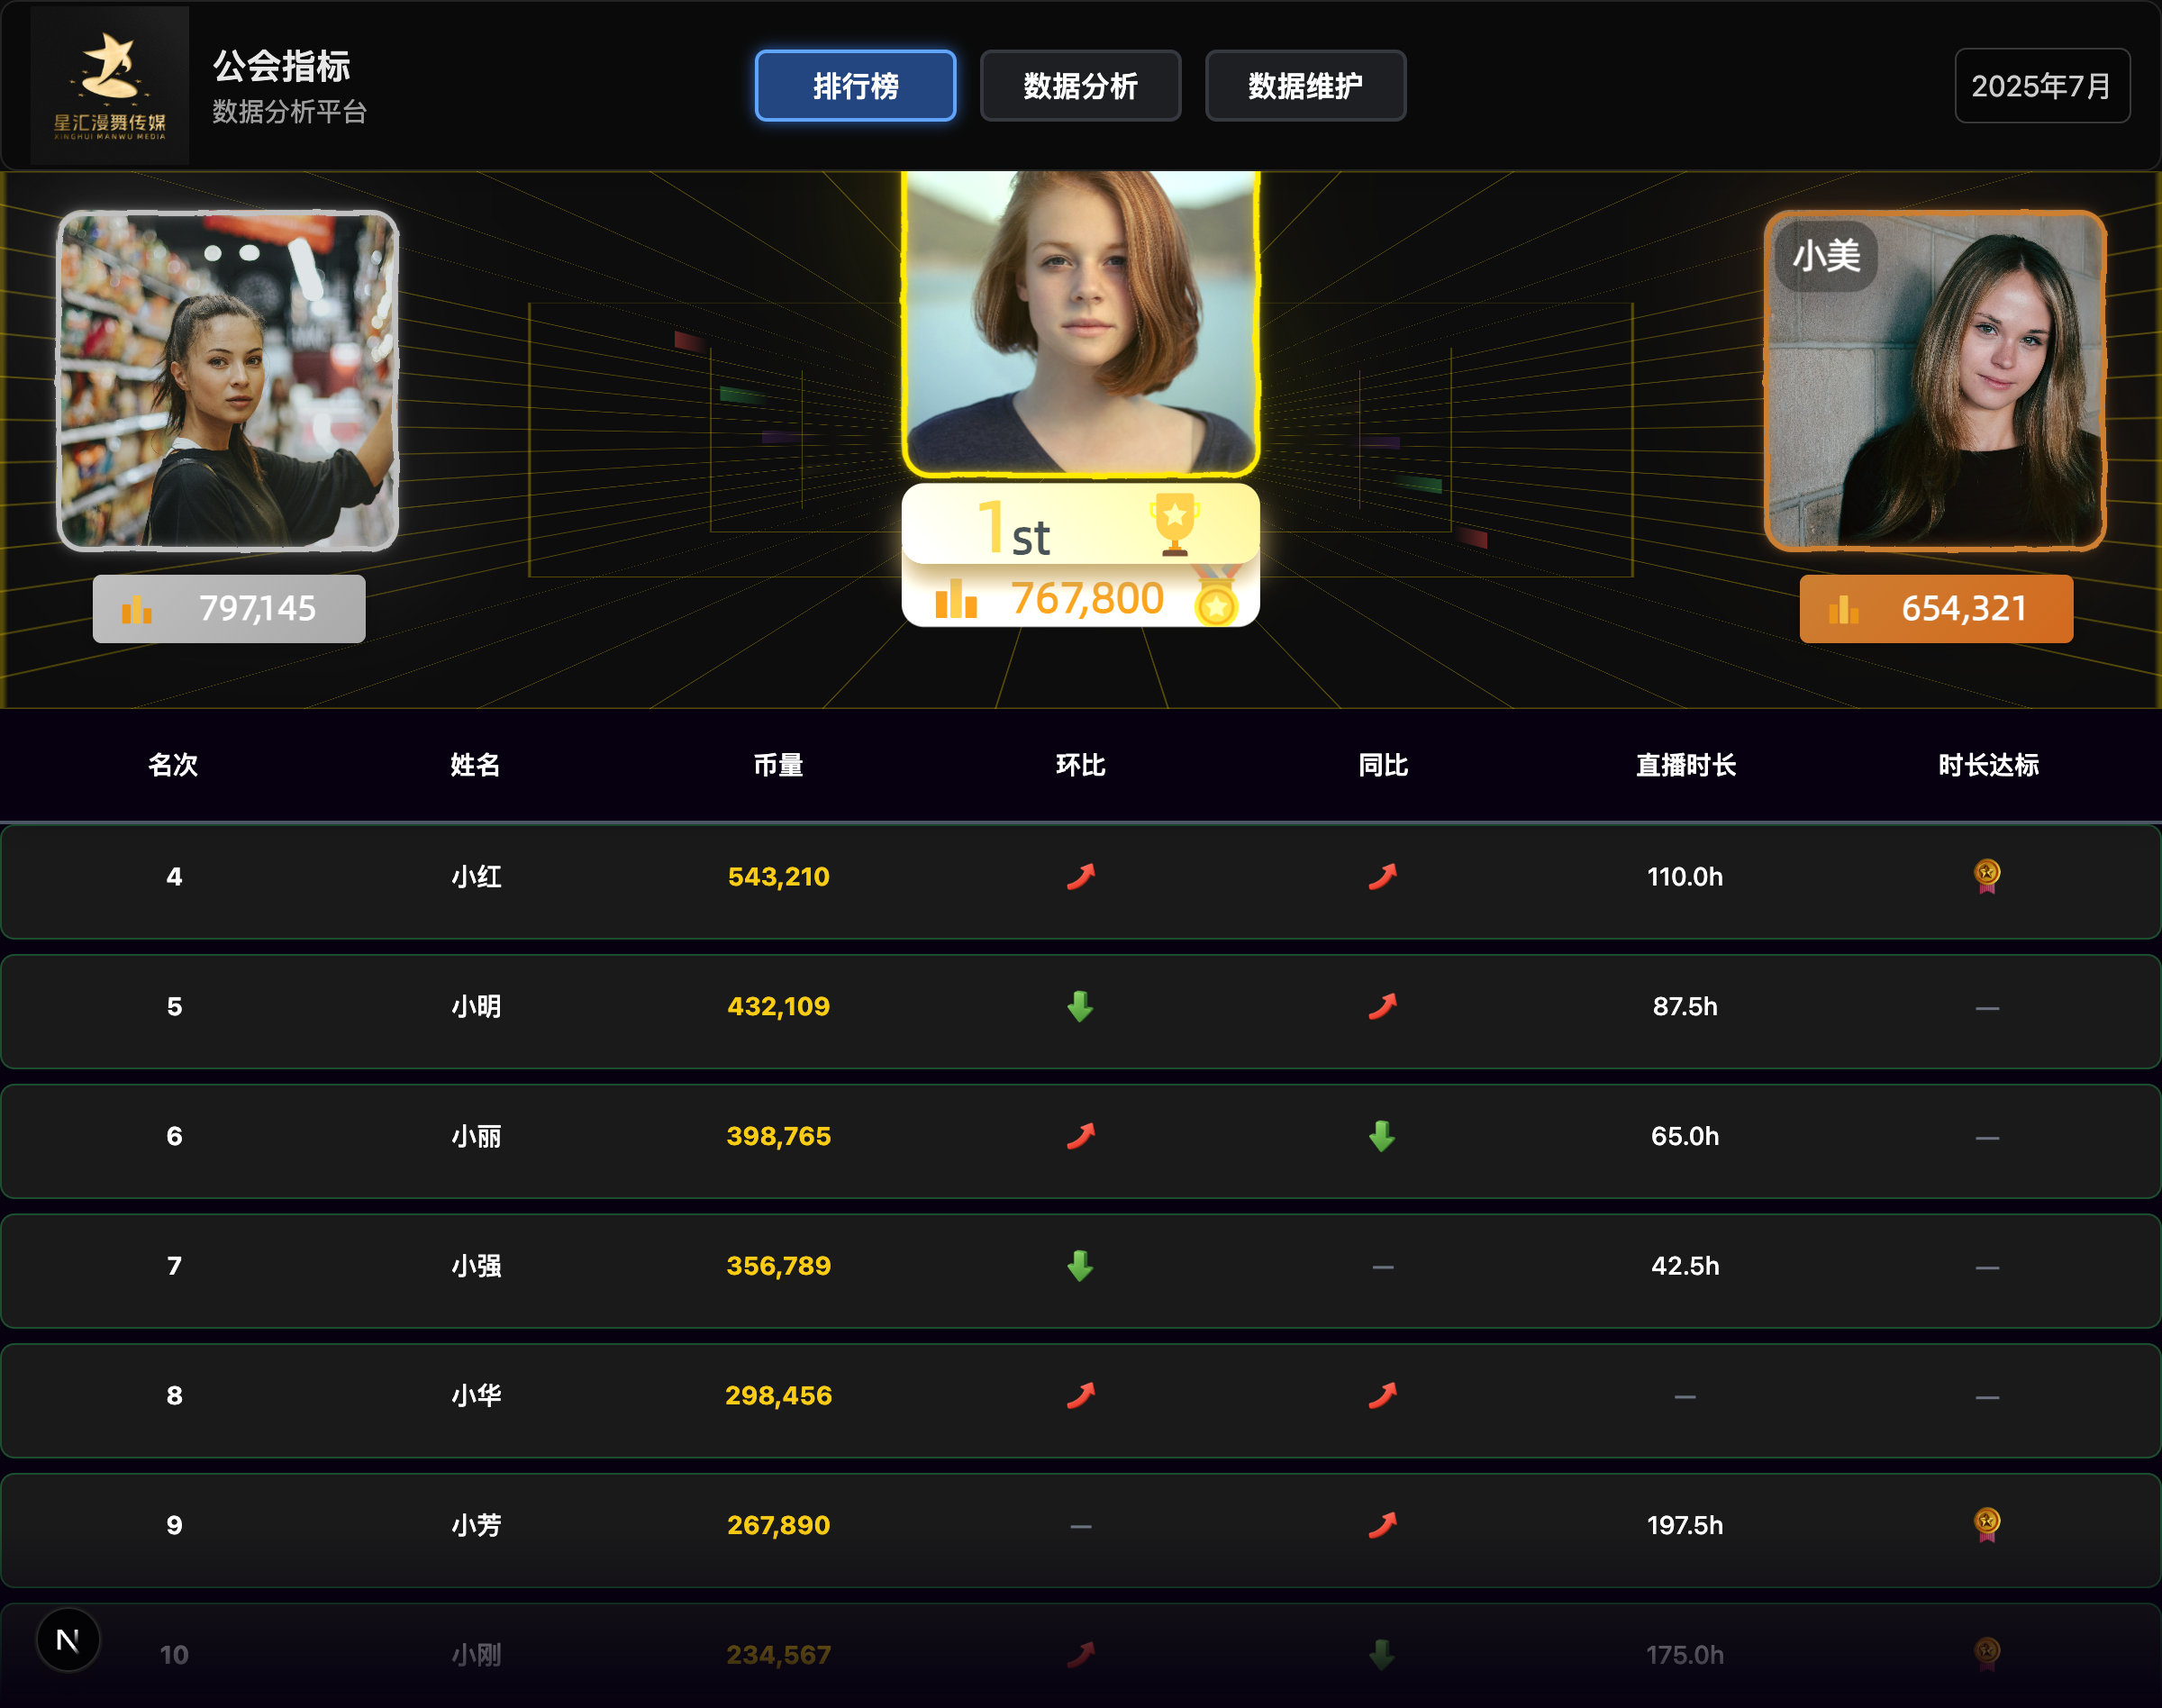 星汇漫舞传媒
XINGHUI MANWU MEDIA
公会指标
数据分析平台
排行榜
数据分析
数据维护
2025年7月
小美
1st
797,145
767,800
654,321
名次 姓名 币量 环比 同比 直播时长 时长达标
4 小红 543,210 110.0h
5 小明 432,109 — 87.5h —
6 小丽 398,765 65.0h —
7 小强 356,789 — 42.5h —
8 小华 298,456 — —
9 小芳 267,890 — 197.5h
10 小刚 234,567 175.0h
N